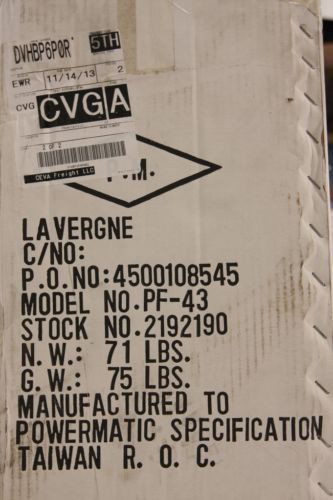 DVHBP6P0R
5TH
EWR 11/14/13 2
CVG CVGA
2 OF 2
CEVA Freight LLC
.M.
LAVERGNE
C/NO:
P.O.NO:4500108545
MODEL NO.PF-43
STOCK NO.2192190
N.W.: 71 LBS.
G.W.: 75 LBS.
MANUFACTURED TO
POWERMATIC SPECIFICATION
TAIWAN R.O.C.